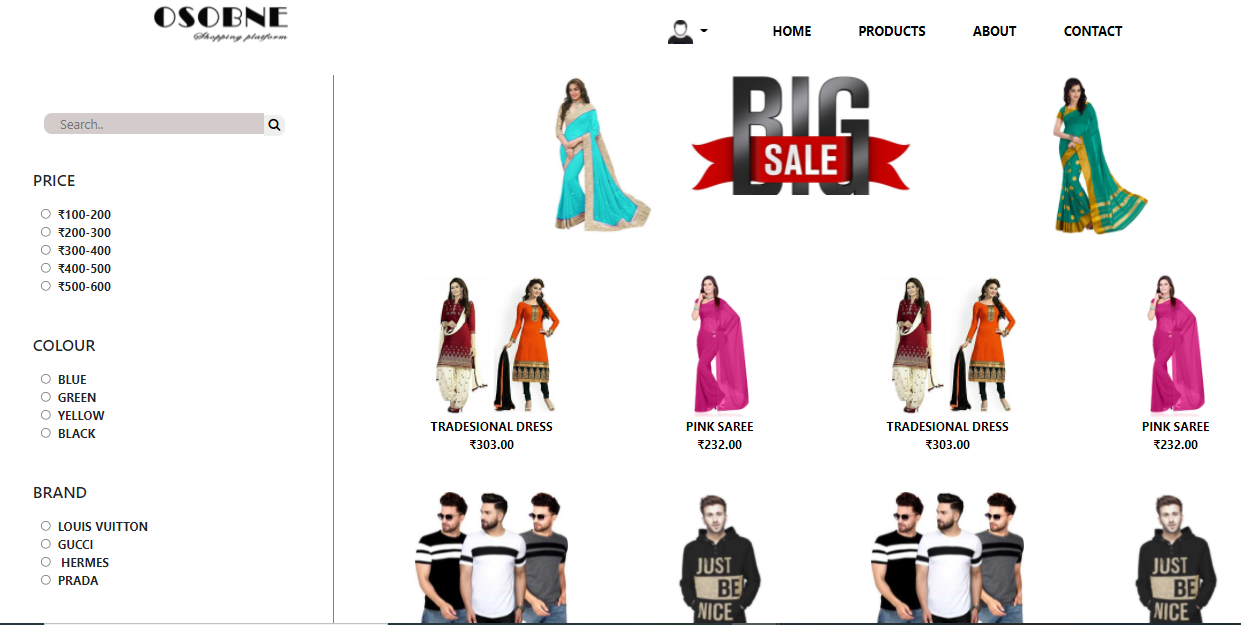 OSOBNE
Shopping platform
HOME PRODUCTS ABOUT CONTACT
Search..
PRICE
₹100-200
₹200-300
₹300-400
₹400-500
₹500-600
COLOUR
BLUE
GREEN
YELLOW
BLACK
BRAND
LOUIS VUITTON
GUCCI
HERMES
PRADA
BIG
SALE
TRADESIONAL DRESS
₹303.00
PINK SAREE
₹232.00
TRADESIONAL DRESS
₹303.00
PINK SAREE
₹232.00
JUST
BE
NICE
JUST
BE
NICE